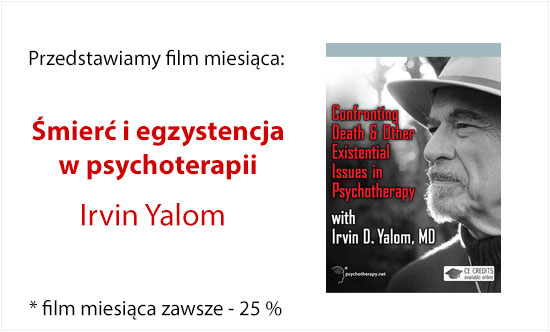 Przedstawiamy film miesiąca:
Śmierć i egzystencja
w psychoterapii
Irvin Yalom
* film miesiąca zawsze - 25 %
Confronting
Death & Other
Existential
Issues in
Psychotherapy
with
Irvin D. Yalom, MD
psychotherapy.net
CE CREDITS
available online